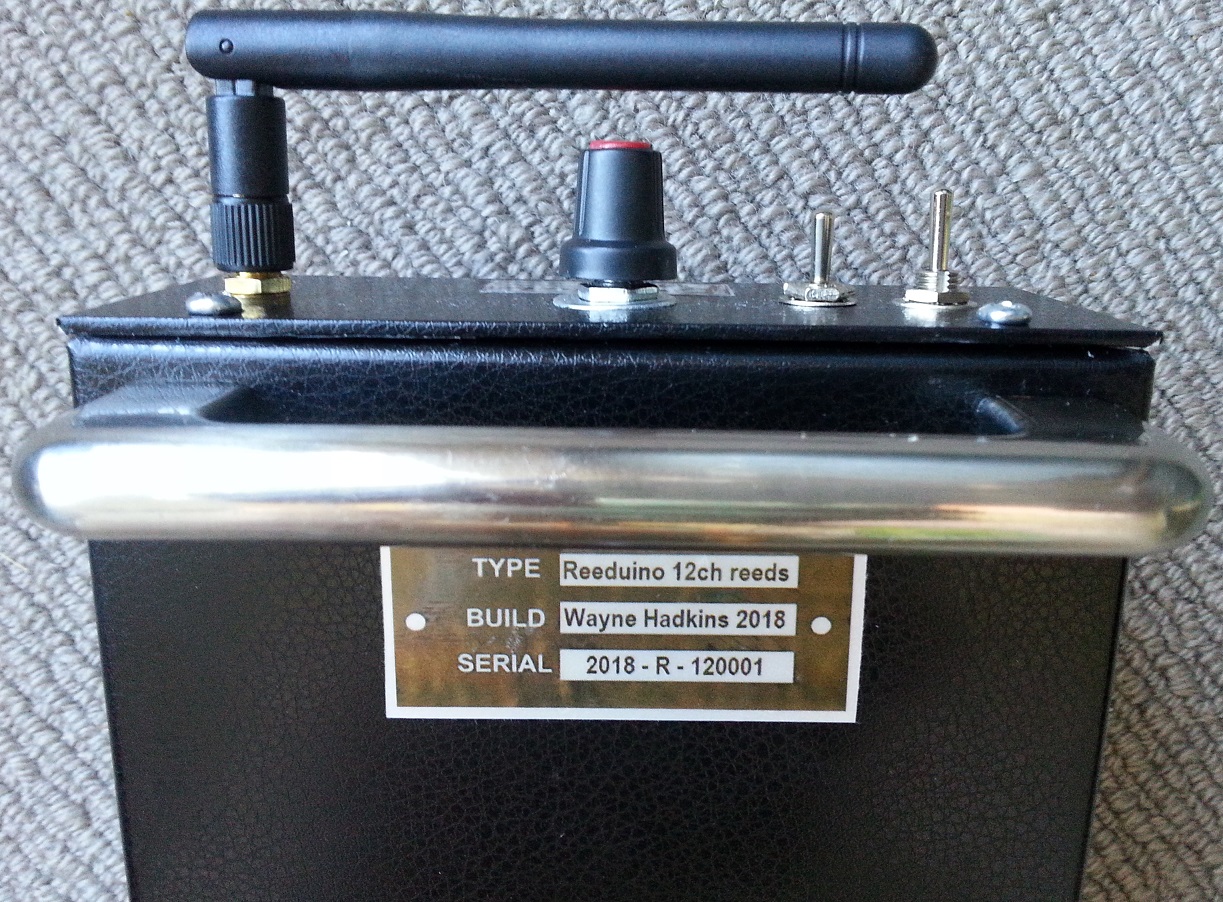 TYPE Reeduino 12ch reeds
BUILD Wayne Hadkins 2018
SERIAL 2018 - R - 120001